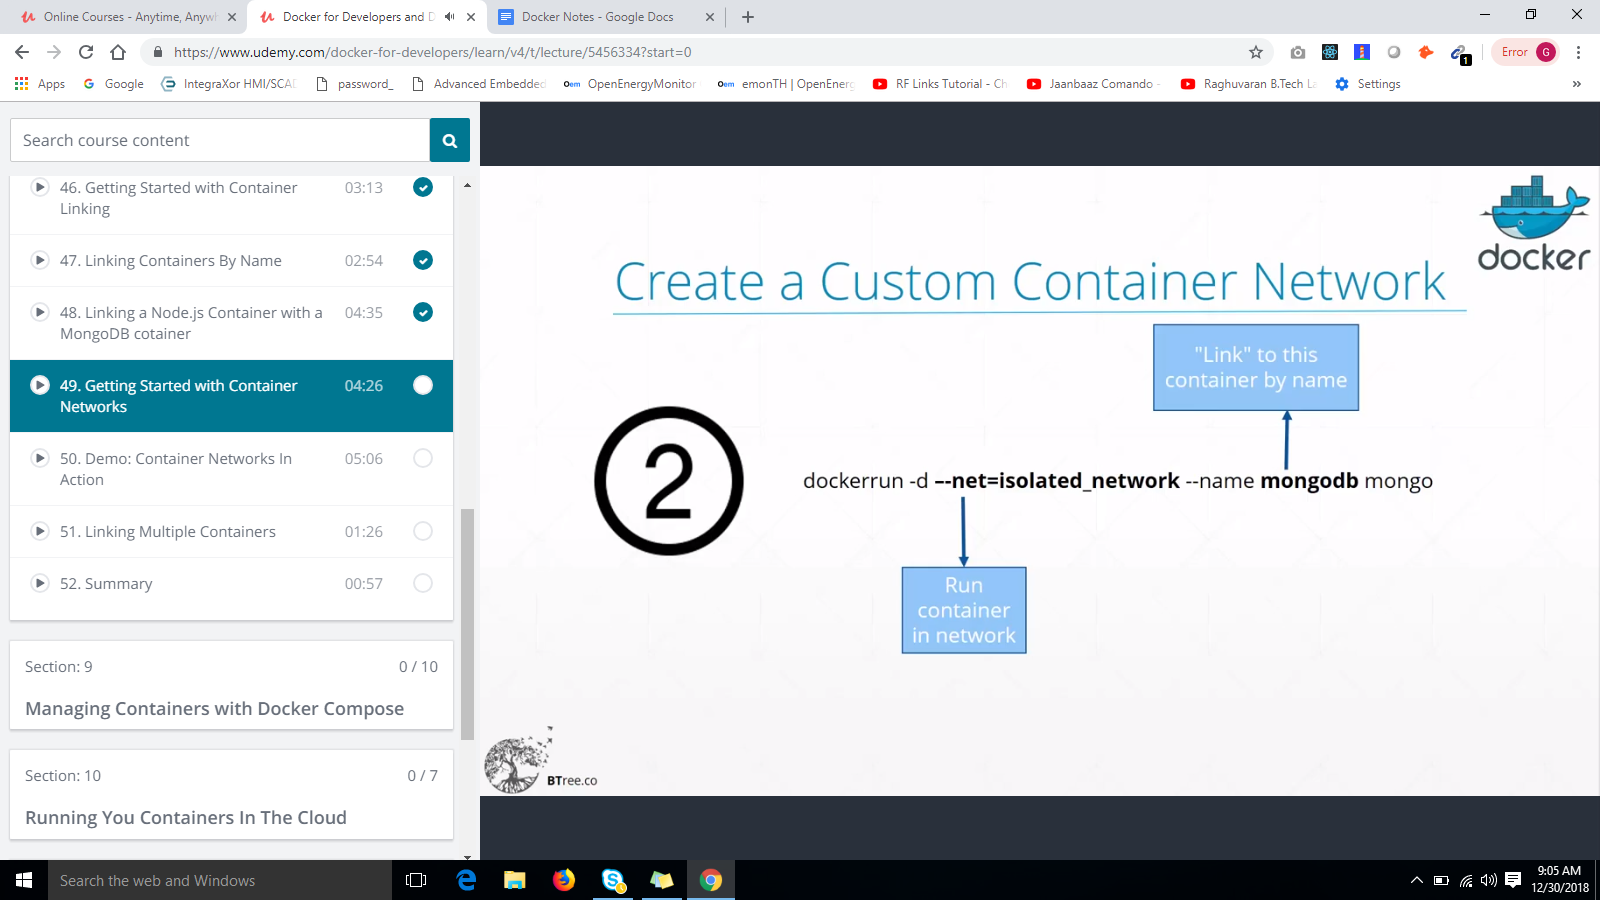 Online Courses - Anytime, Anywh
Docker for Developers and D
Docker Notes - Google Docs
https://www.udemy.com/docker-for-developers/learn/v4/t/lecture/5456334?start=0
1
Error
G
Apps
Google
IntegraXor HMI/SCAD
password_
Advanced Embedded
OpenEnergyMonitor
emonTH | OpenEnerg
RF Links Tutorial - Ch
Jaanbaaz Comando -
Raghuvaran B.Tech La
Settings
»
Search course content
46. Getting Started with Container 03:13
Linking
47. Linking Containers By Name 02:54
48. Linking a Node.js Container with a 04:35
MongoDB cotainer
49. Getting Started with Container 04:26
Networks
50. Demo: Container Networks In 05:06
Action
51. Linking Multiple Containers 01:26
52. Summary 00:57
Section: 9 0 / 10
Managing Containers with Docker Compose
Section: 10 0 / 7
Running You Containers In The Cloud
docker
Create a Custom Container Network
"Link" to this
container by name
2
dockerrun -d –-net=isolated_network --name mongodb mongo
Run
container
in network
BTree.co
Search the web and Windows
9:05 AM
12/30/2018